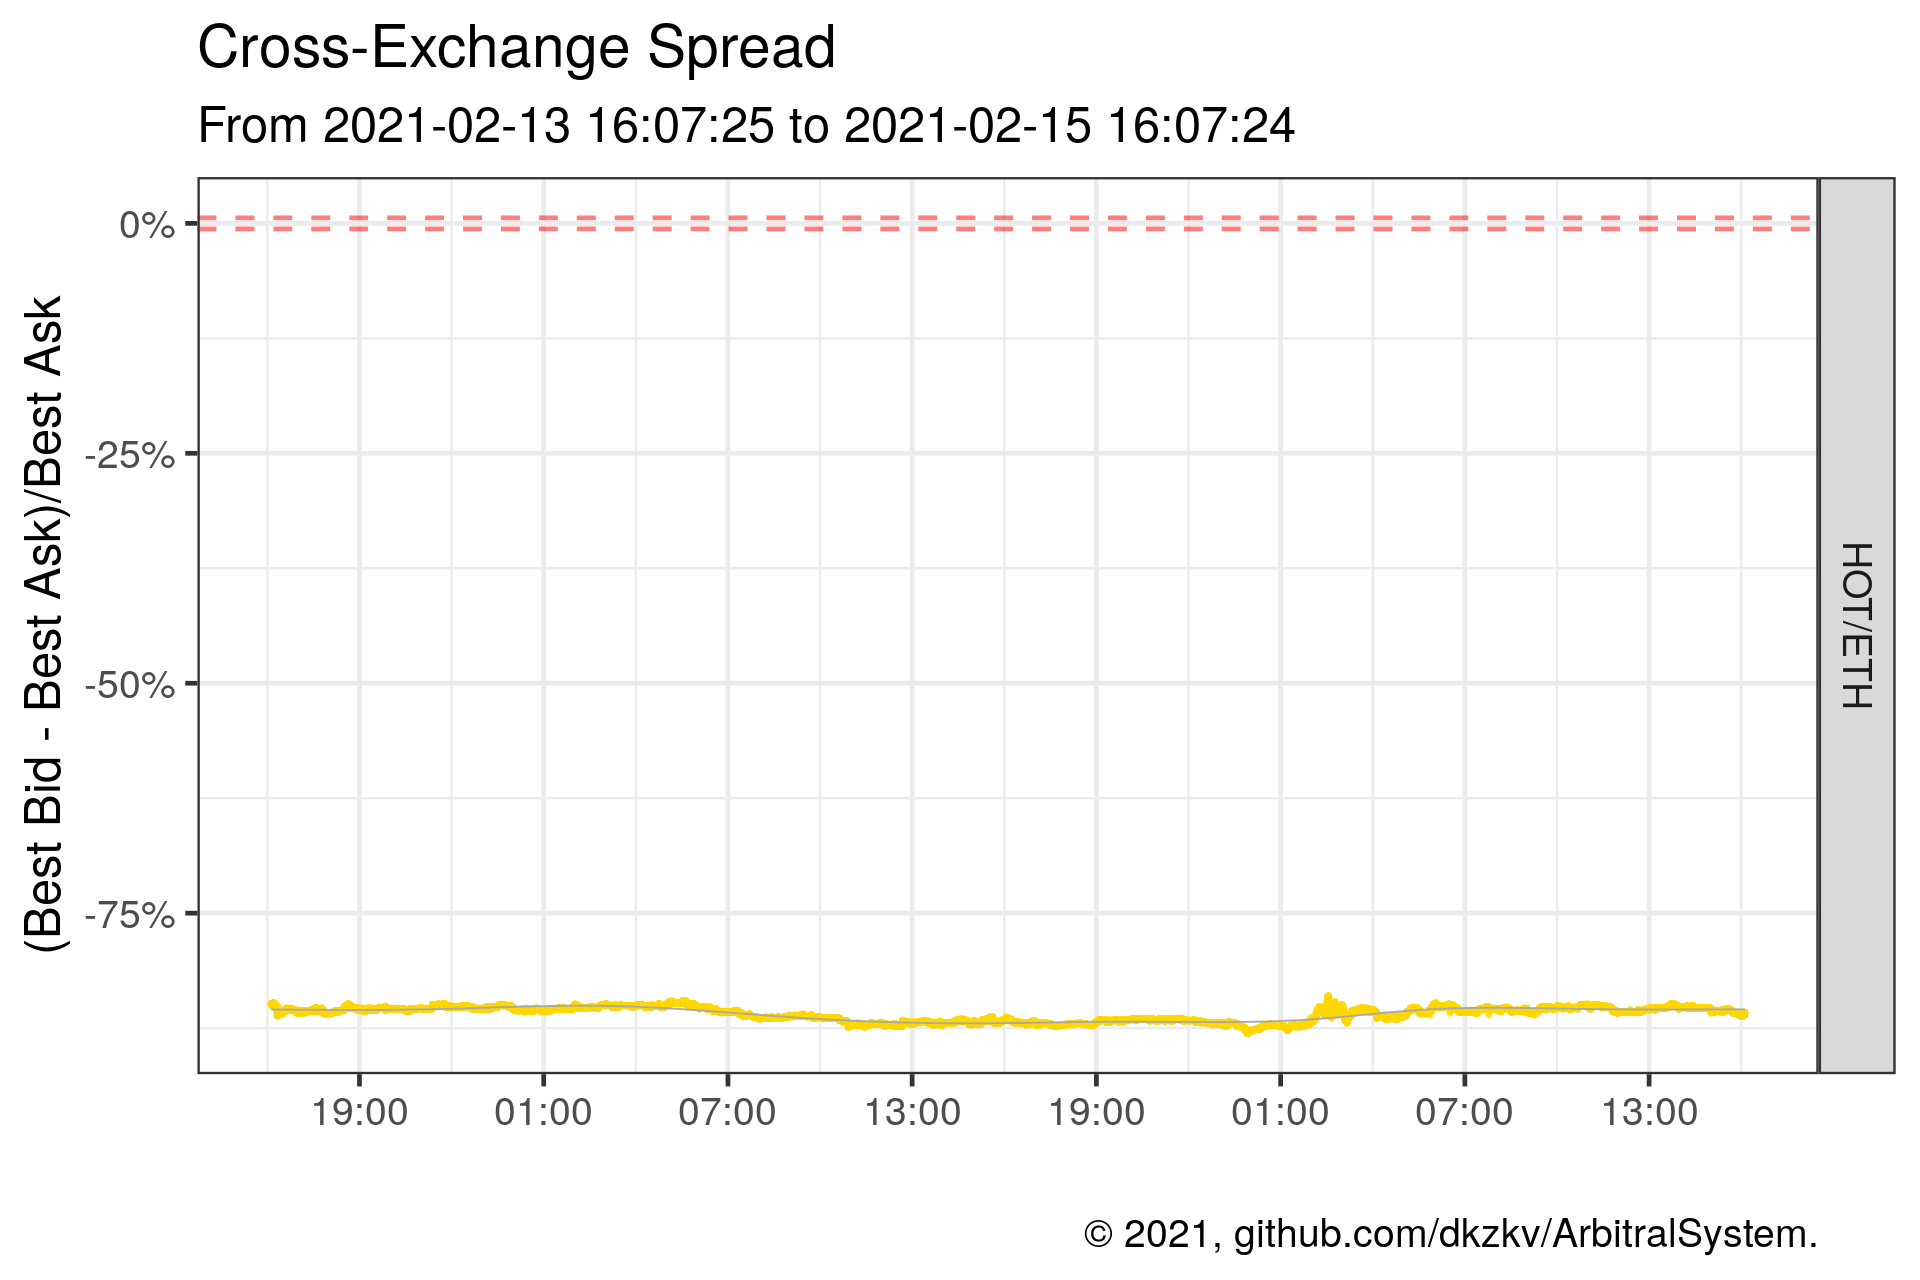 Cross-Exchange Spread
From 2021-02-13 16:07:25 to 2021-02-15 16:07:24
(Best Bid - Best Ask)/Best Ask
0%
-25%
-50%
-75%
HOT/ETH
19:00 01:00 07:00 13:00 19:00 01:00 07:00 13:00
© 2021, github.com/dkzkv/ArbitralSystem.